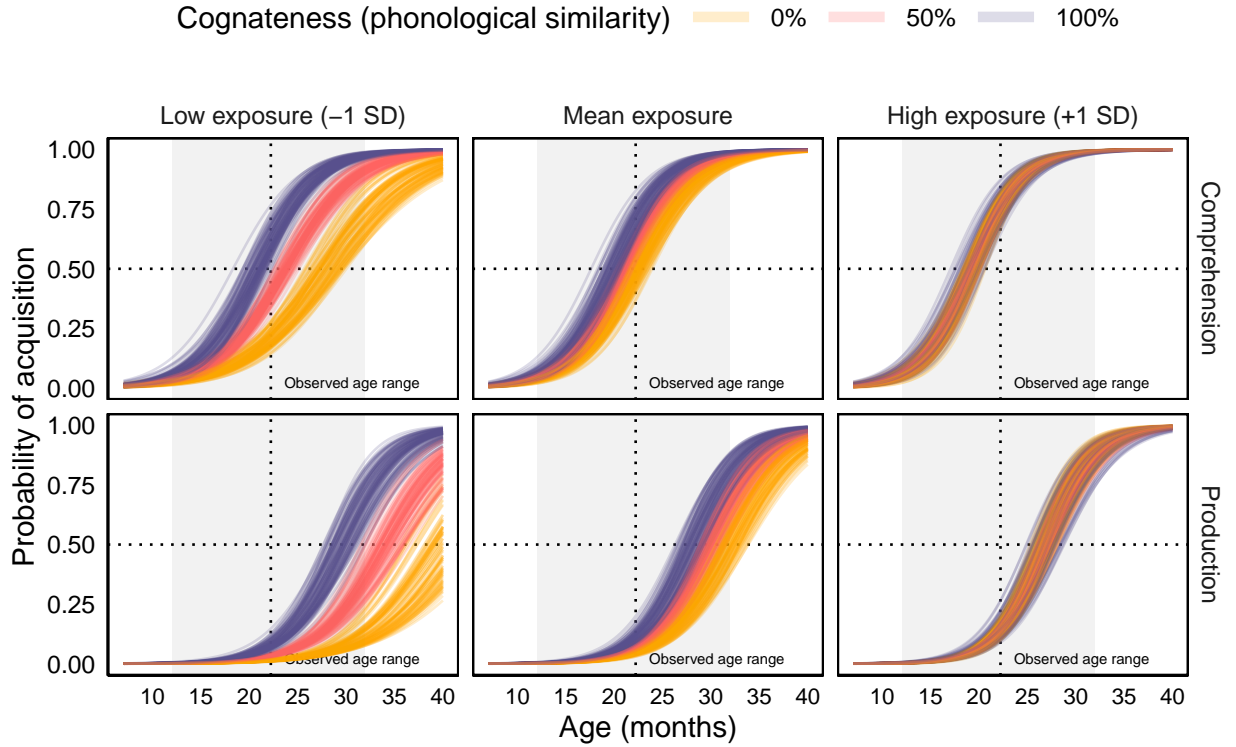 Cognateness (phonological similarity) 0% 50% 100%
Low exposure (−1 SD) Mean exposure High exposure (+1 SD)
1.00
0.75
0.50
0.25
0.00
Observed age range Observed age range Observed age range
Comprehension
1.00
0.75
0.50
0.25
0.00
Observed age range Observed age range Observed age range
Production
Probability of acquisition
10 15 20 25 30 35 40 10 15 20 25 30 35 40 10 15 20 25 30 35 40
Age (months)